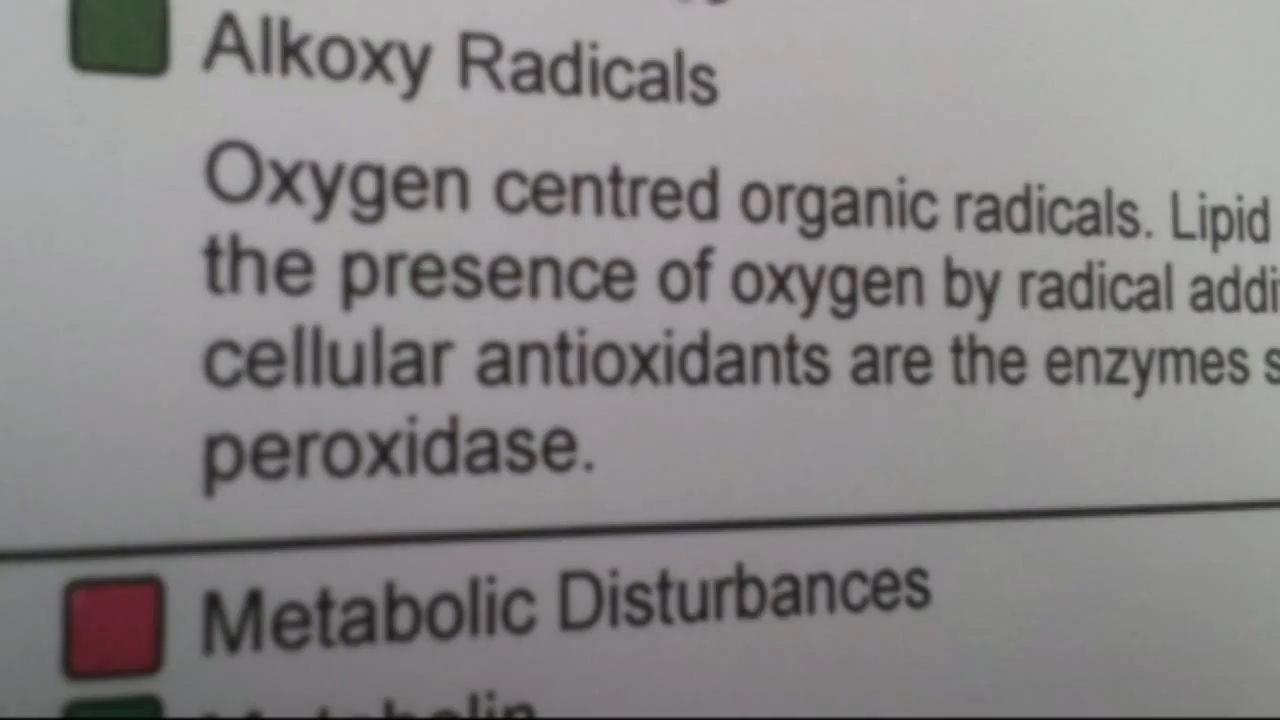 Alkoxy Radicals
Oxygen centred organic radicals. Lipid
the presence of oxygen by radical addi
cellular antioxidants are the enzymes s
peroxidase.
Metabolic Disturbances